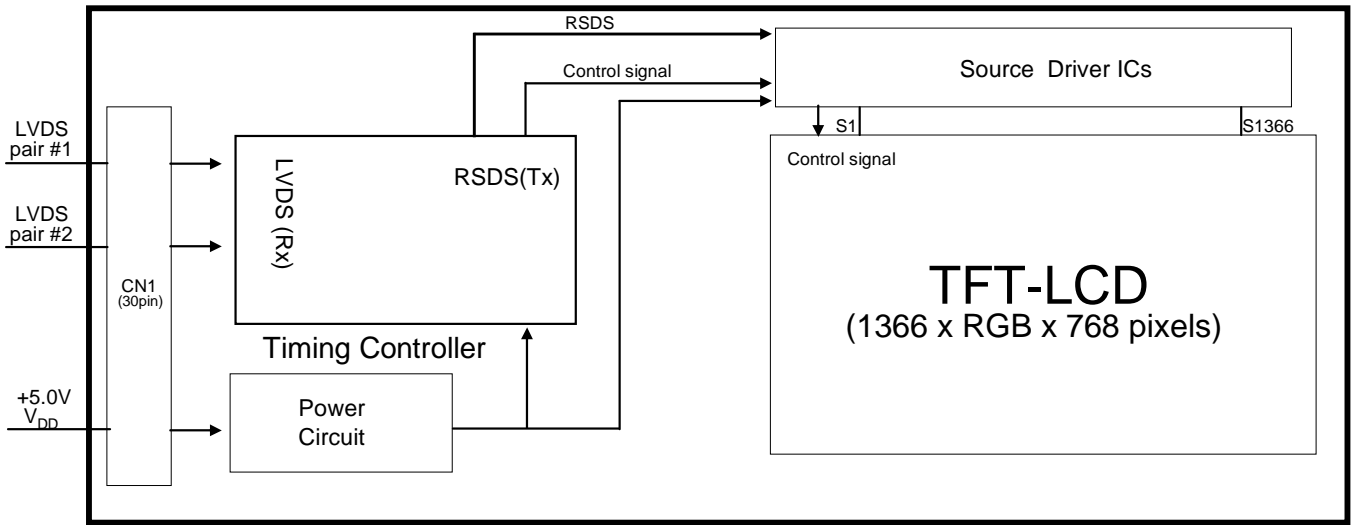 RSDS
Control signal
Source Driver ICs
LVDS
pair #1
S1
S1366
Control signal
LVDS (Rx)
RSDS(Tx)
LVDS
pair #2
CN1
(30pin)
TFT-LCD
(1366 x RGB x 768 pixels)
Timing Controller
+5.0V
VDD
Power
Circuit